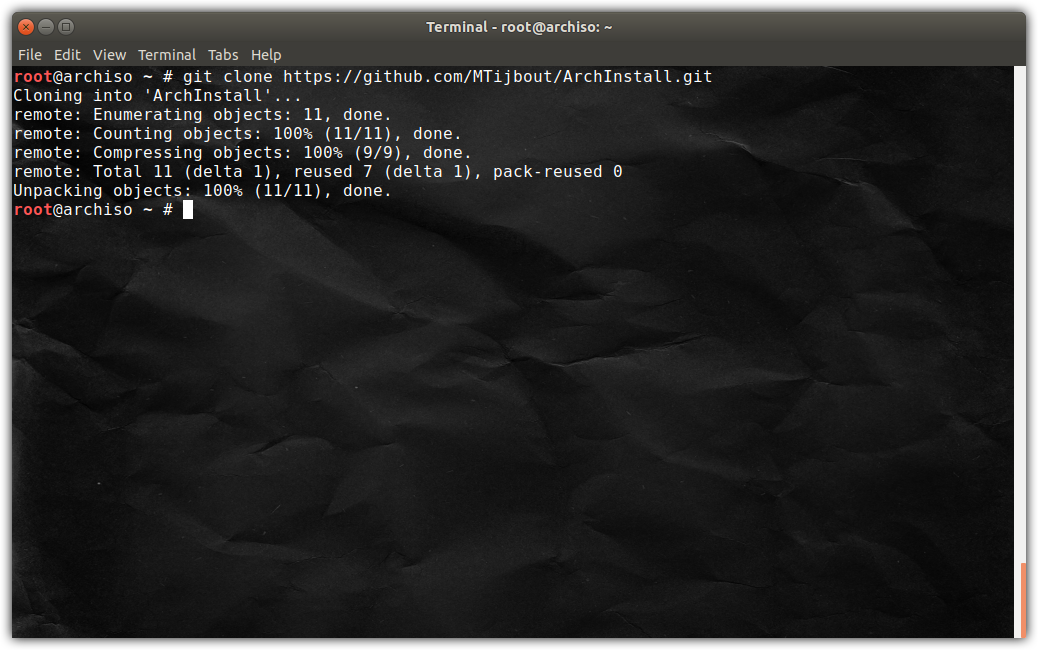 Terminal - root@archiso: ~
File Edit View Terminal Tabs Help
root@archiso ~ # git clone https://github.com/MTijbout/ArchInstall.git
Cloning into 'ArchInstall'...
remote: Enumerating objects: 11, done.
remote: Counting objects: 100% (11/11), done.
remote: Compressing objects: 100% (9/9), done.
remote: Total 11 (delta 1), reused 7 (delta 1), pack-reused 0
Unpacking objects: 100% (11/11), done.
root@archiso ~ #